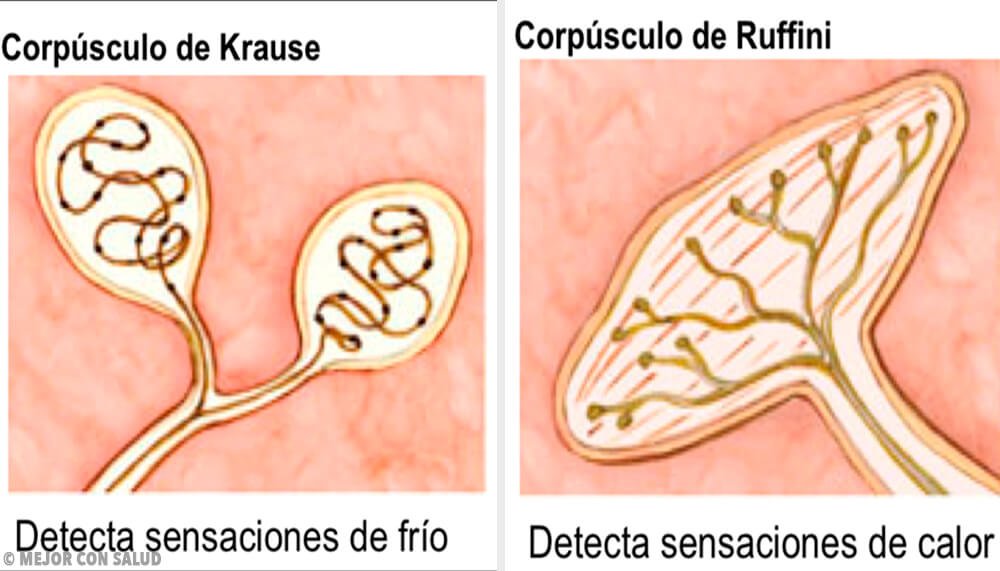 Corpúsculo de Krause
Corpúsculo de Ruffini
Detecta sensaciones de frío
Detecta sensaciones de calor
© MEJOR CON SALUD